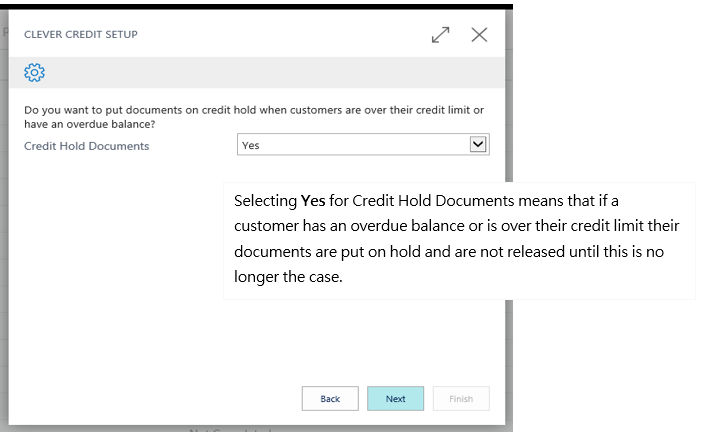 CLEVER CREDIT SETUP
Do you want to put documents on credit hold when customers are over their credit limit or
have an overdue balance?
Credit Hold Documents
Yes
Selecting Yes for Credit Hold Documents means that if a
customer has an overdue balance or is over their credit limit their
documents are put on hold and are not released until this is no
longer the case.
Back
Next
Finish